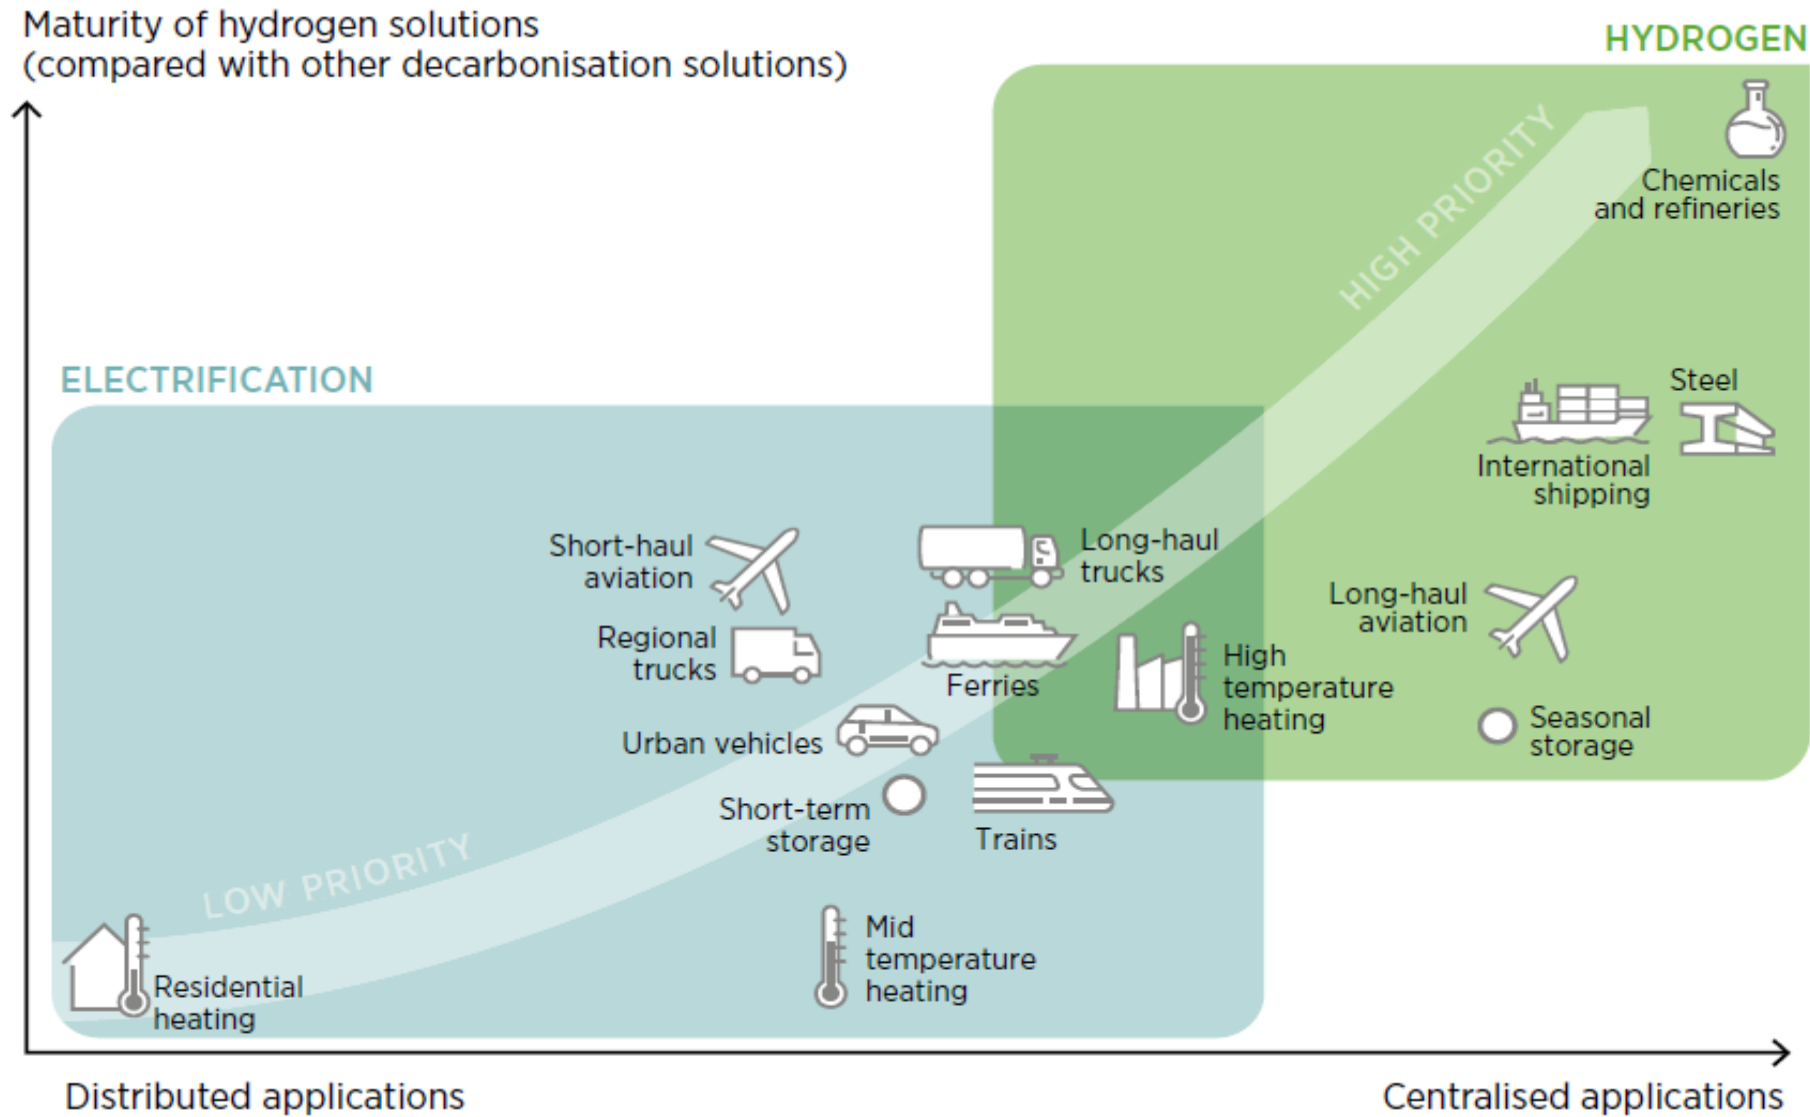 Maturity of hydrogen solutions
(compared with other decarbonisation solutions)
HYDROGEN
HIGH PRIORITY
Chemicals
and refineries
ELECTRIFICATION
Steel
International
shipping
Short-haul
aviation
Long-haul
trucks
Long-haul
aviation
Regional
trucks
Ferries
High
temperature
heating
Seasonal
storage
Urban vehicles
Short-term
storage
Trains
LOW PRIORITY
Mid
temperature
heating
Residential
heating
Distributed applications
Centralised applications